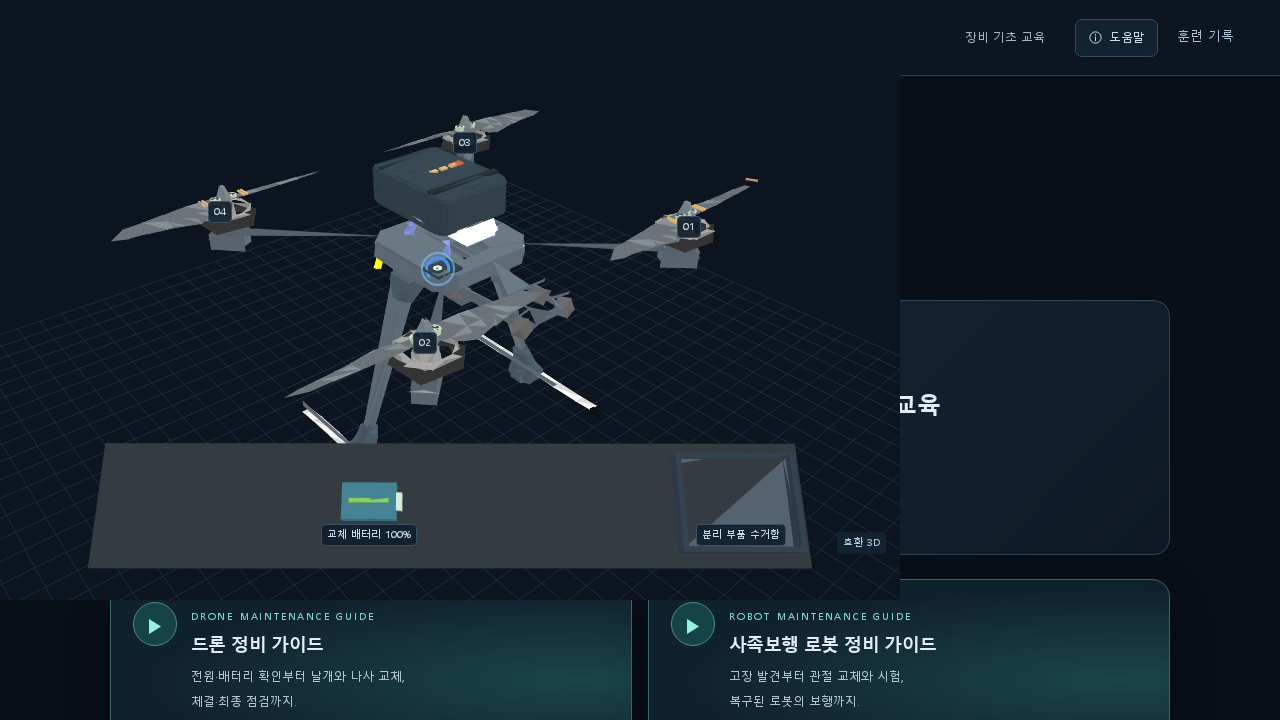 장비 기초 교육
도움말
훈련 기록
03
04
01
02
교체 배터리 100%
분리 부품 수거함
호환 3D
교육
DRONE MAINTENANCE GUIDE
드론 정비 가이드
전원·배터리 확인부터 날개와 나사 교체,
체결·최종 점검까지.
ROBOT MAINTENANCE GUIDE
사족보행 로봇 정비 가이드
고장 발견부터 관절 교체와 시험,
복구된 로봇의 보행까지.